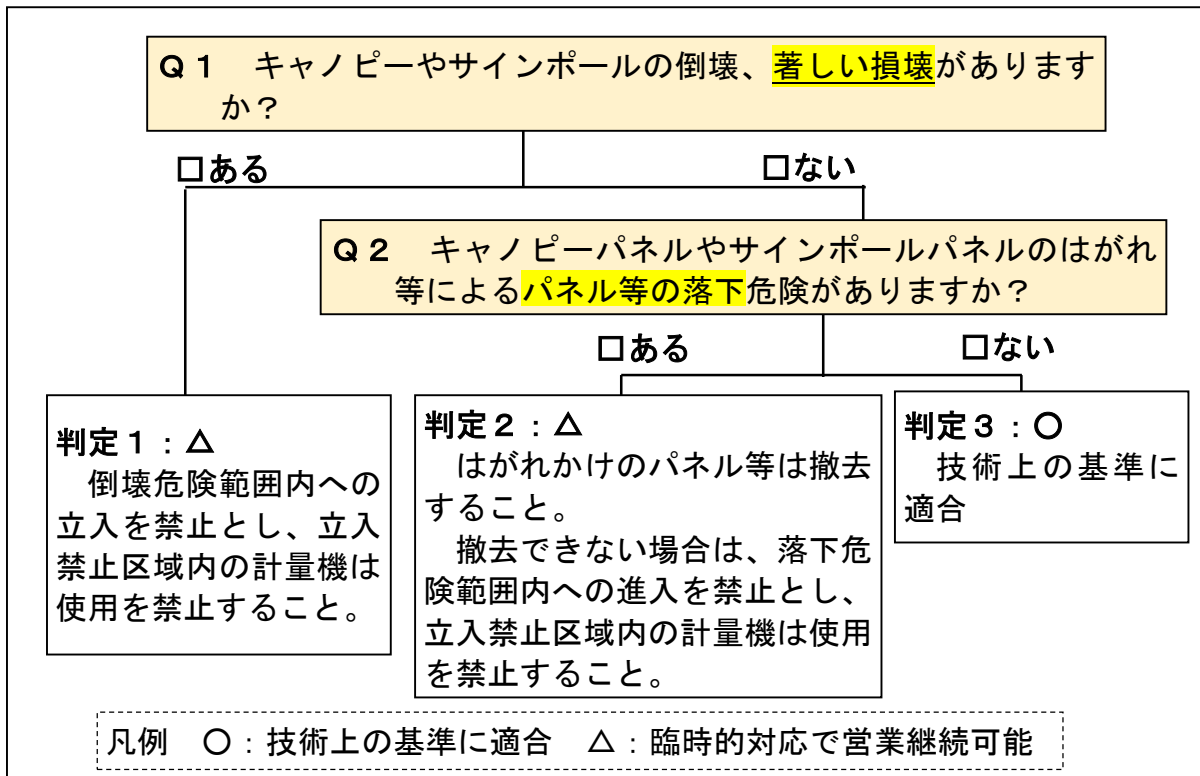 Q1 キャノピーやサインポールの倒壊、著しい損壊があります
か?
□ある
□ない
Q2 キャノピーパネルやサインポールパネルのはがれ
等によるパネル等の落下危険がありますか?
□ある
□ない
判定1:△
倒壊危険範囲内への
立入を禁止とし、立入
禁止区域内の計量機は
使用を禁止すること。
判定2:△
はがれかけのパネル等は撤去
すること。
撤去できない場合は、落下危
険範囲内への進入を禁止とし、
立入禁止区域内の計量機は使用
を禁止すること。
判定3:○
技術上の基準に
適合
凡例 ○:技術上の基準に適合 △:臨時的対応で営業継続可能